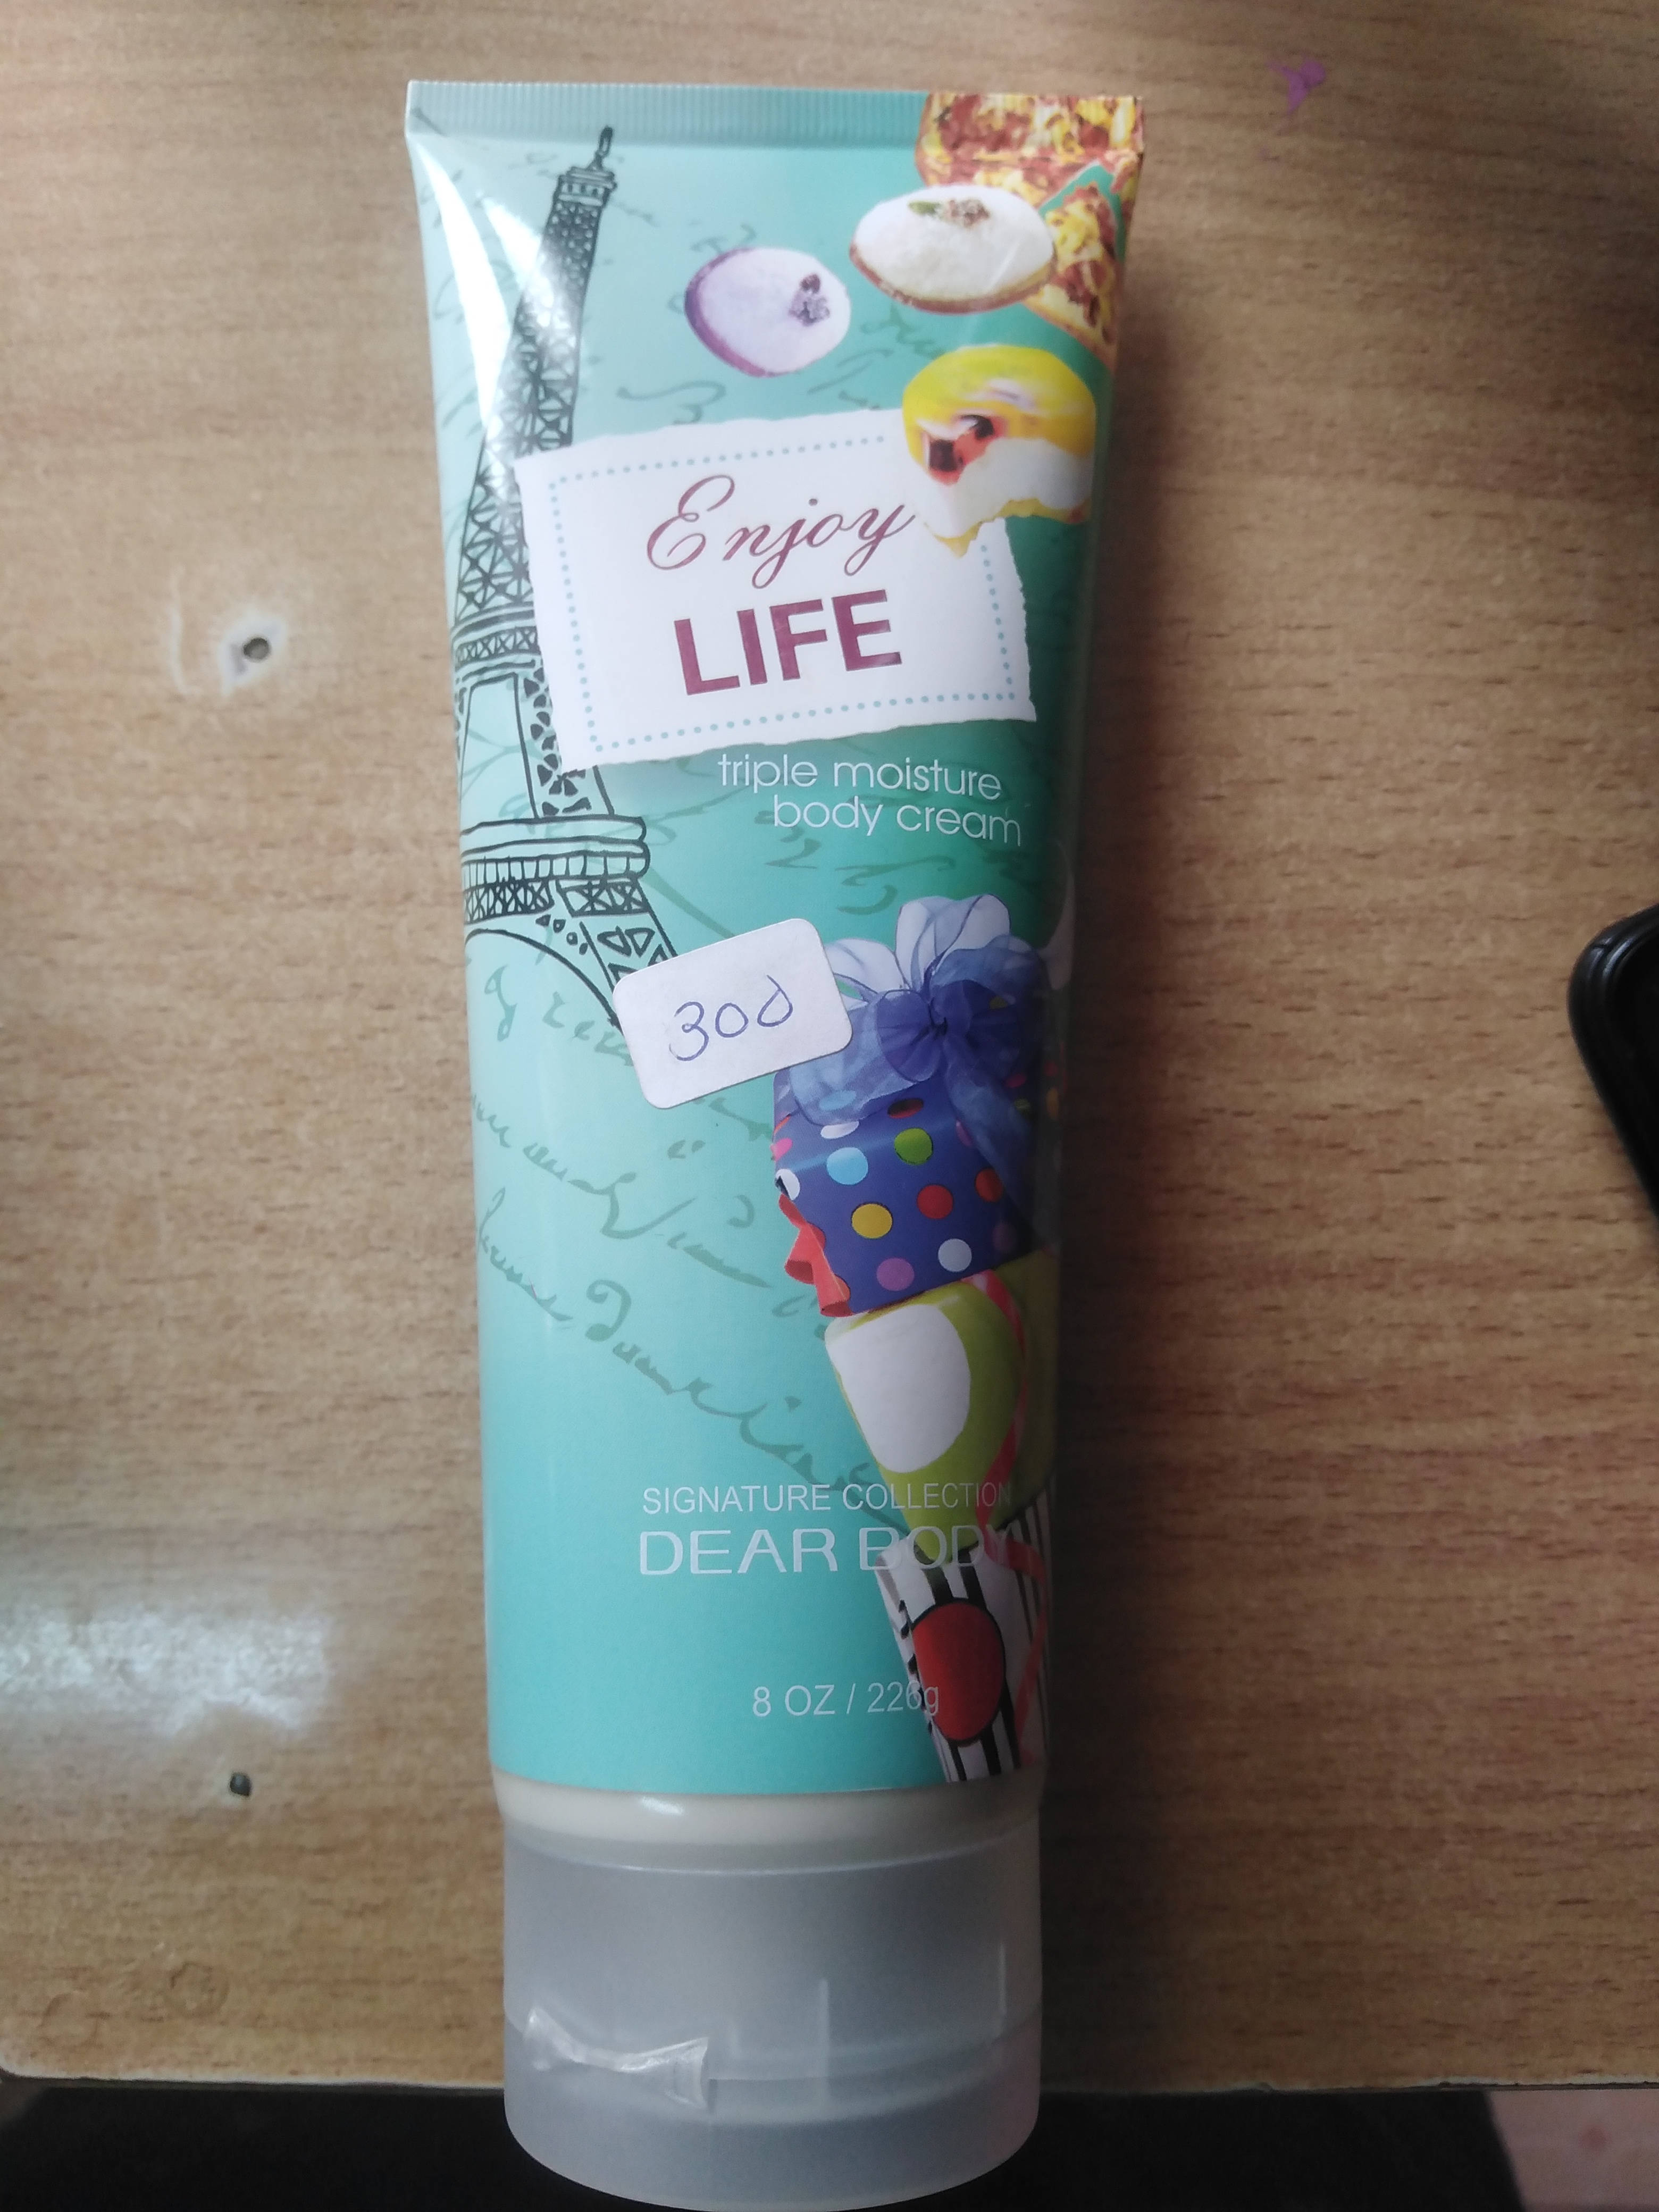 Enjoy
LIFE
triple moisture
body cream
300
SIGNATURE COLLECTION
DEAR BODY
8 OZ / 226g